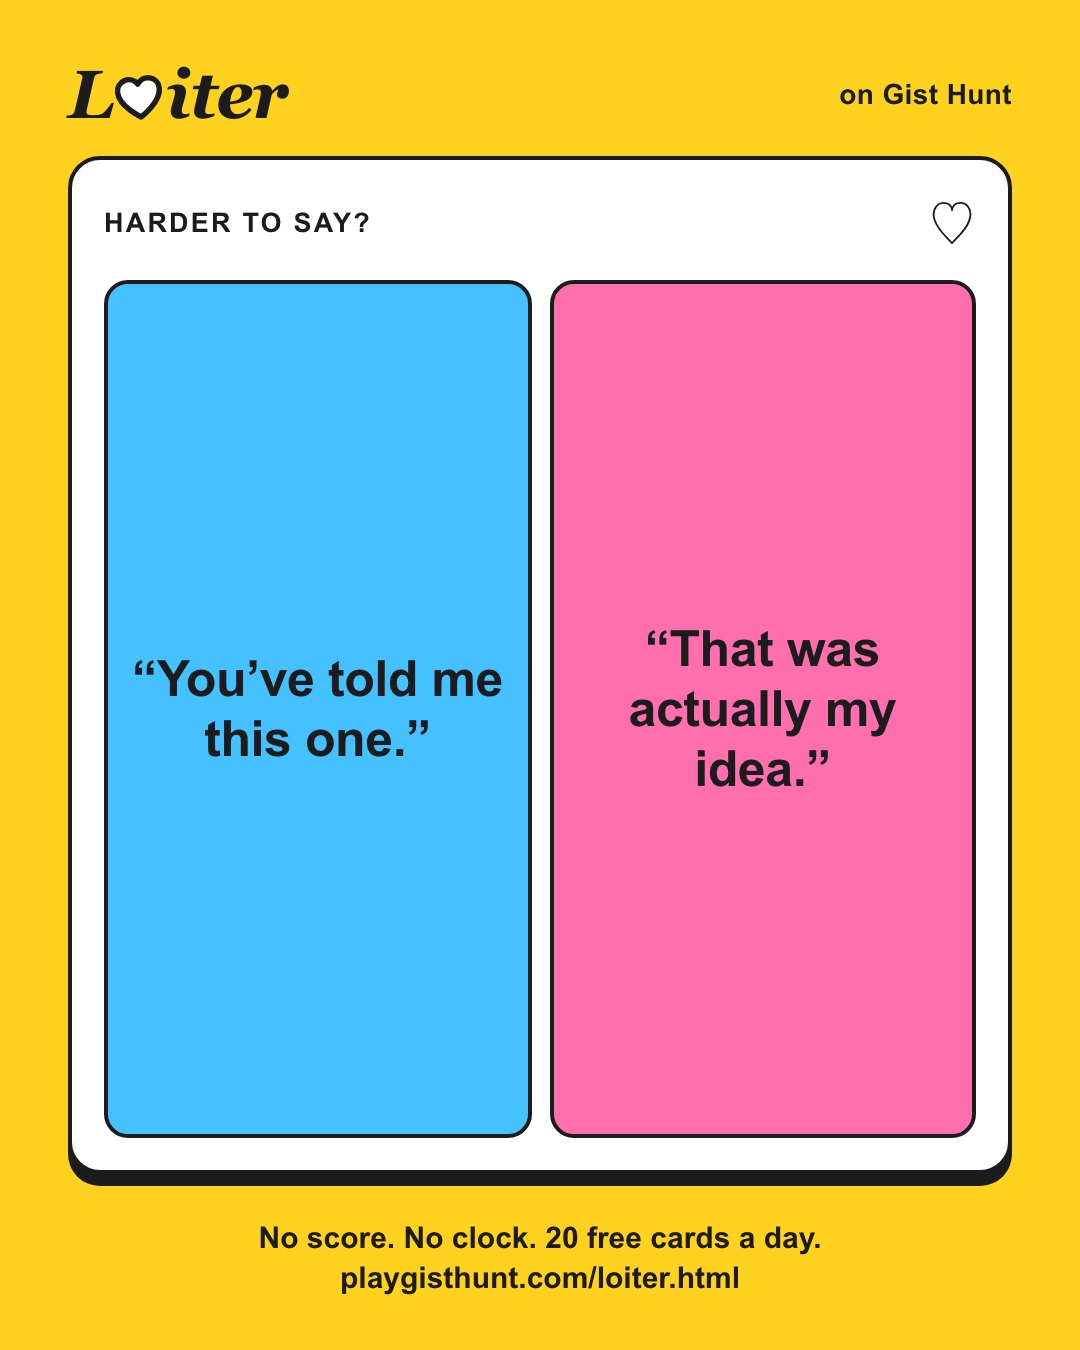 Loiter
on Gist Hunt
HARDER TO SAY?
“You’ve told me
this one.”
“That was
actually my
idea.”
No score. No clock. 20 free cards a day.
playgisthunt.com/loiter.html